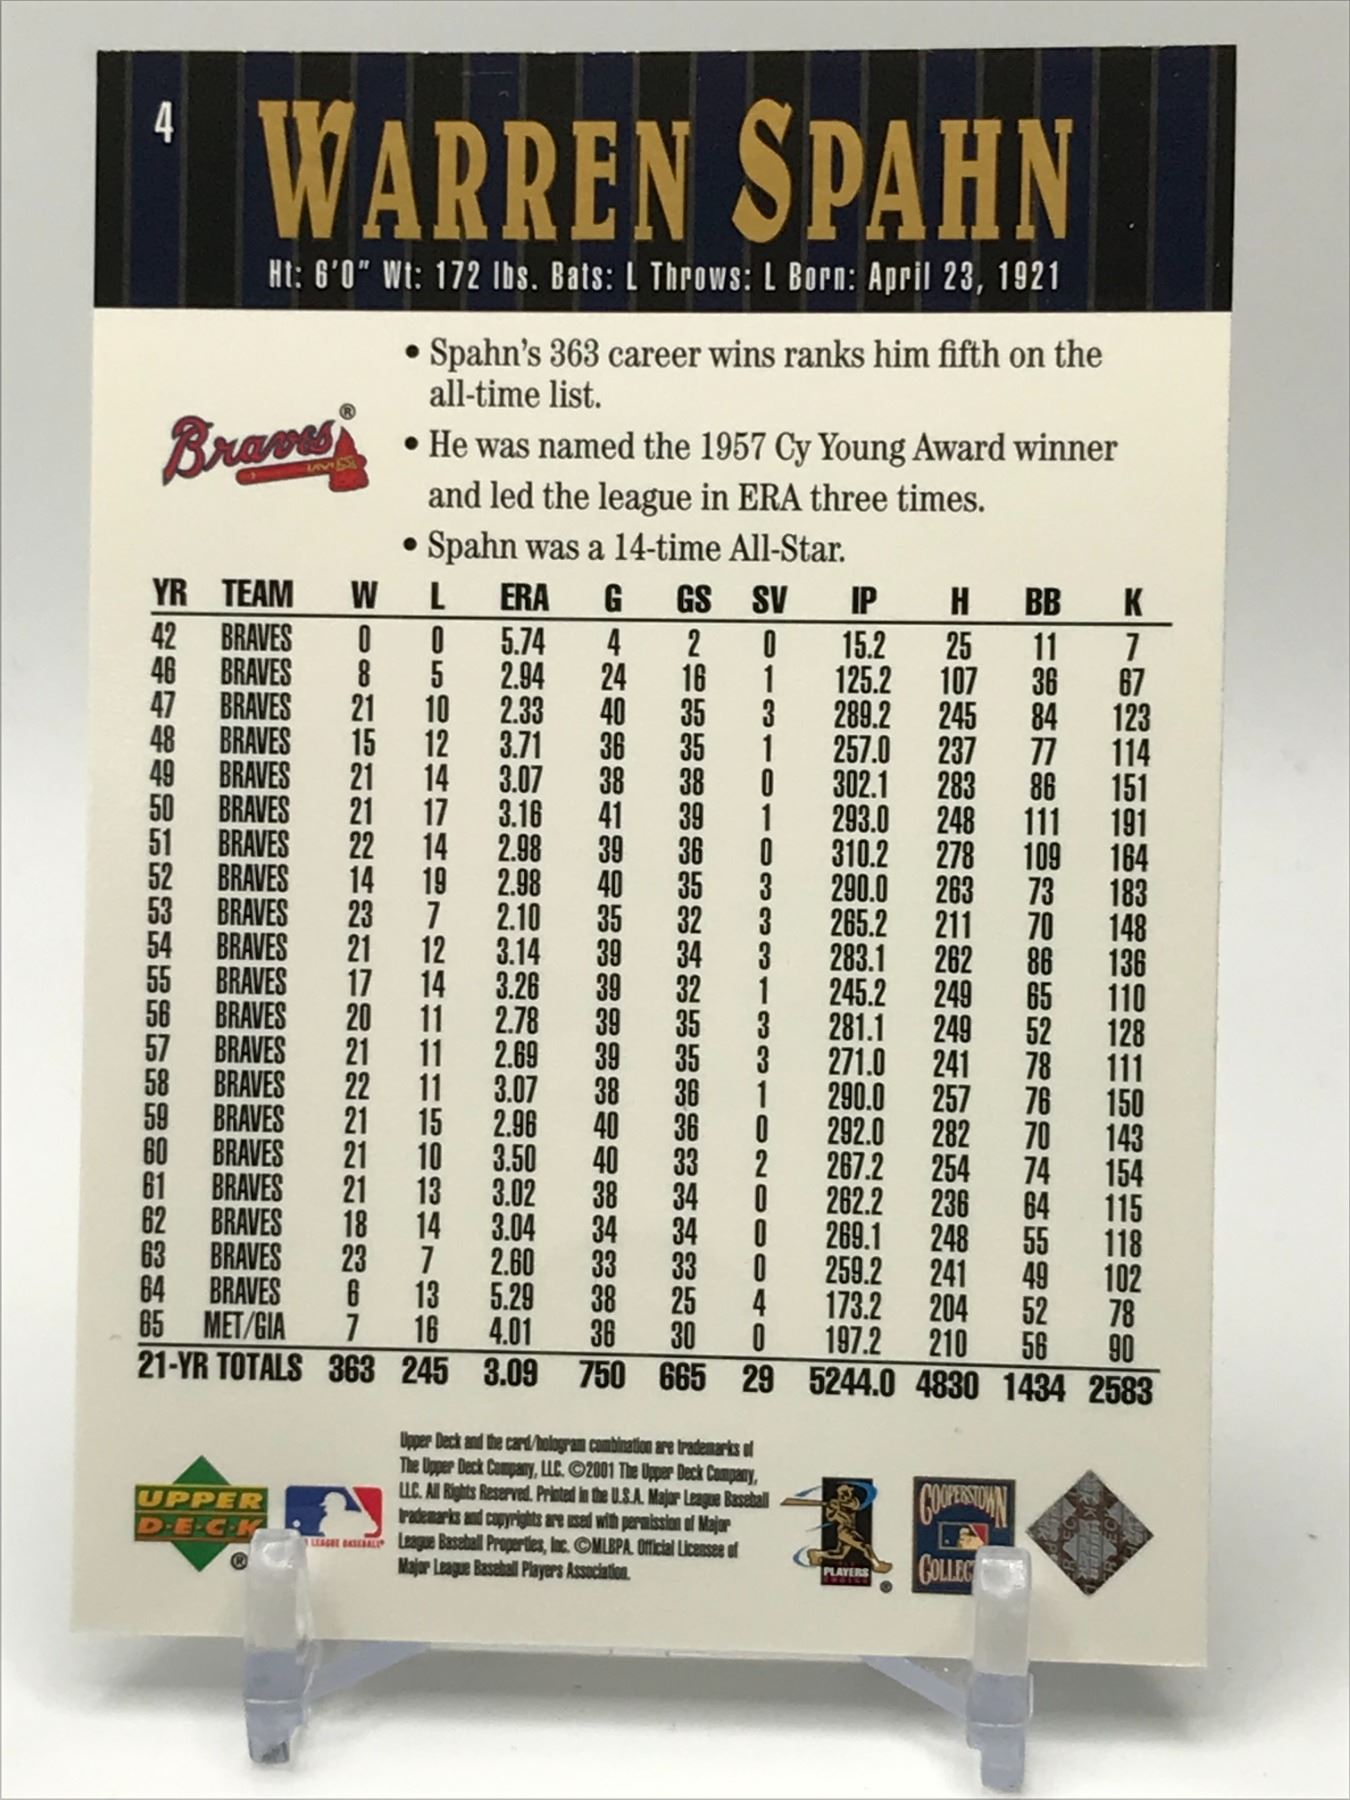 4
WARREN SPAHN
Ht: 6'0" Wt: 172 lbs. Bats: L Throws: L Born: April 23, 1921
Braves®
• Spahn's 363 career wins ranks him fifth on the
all-time list.
• He was named the 1957 Cy Young Award winner
and led the league in ERA three times.
• Spahn was a 14-time All-Star.
YR TEAM W L ERA G GS SV IP H BB K
42 BRAVES 0 0 5.74 4 2 0 15.2 25 11 7
46 BRAVES 8 5 2.94 24 16 1 125.2 107 36 67
47 BRAVES 21 10 2.33 40 35 3 289.2 245 84 123
48 BRAVES 15 12 3.71 36 35 1 257.0 237 77 114
49 BRAVES 21 14 3.07 38 38 0 302.1 283 86 151
50 BRAVES 21 17 3.16 41 39 1 293.0 248 111 191
51 BRAVES 22 14 2.98 39 36 0 310.2 278 109 164
52 BRAVES 14 19 2.98 40 35 3 290.0 263 73 183
53 BRAVES 23 7 2.10 35 32 3 265.2 211 70 148
54 BRAVES 21 12 3.14 39 34 3 283.1 262 86 136
55 BRAVES 17 14 3.26 39 32 1 245.2 249 65 110
56 BRAVES 20 11 2.78 39 35 3 281.1 249 52 128
57 BRAVES 21 11 2.69 39 35 3 271.0 241 78 111
58 BRAVES 22 11 3.07 38 36 1 290.0 257 76 150
59 BRAVES 21 15 2.96 40 36 0 292.0 282 70 143
60 BRAVES 21 10 3.50 40 33 2 267.2 254 74 154
61 BRAVES 21 13 3.02 38 34 0 262.2 236 64 115
62 BRAVES 18 14 3.04 34 34 0 269.1 248 55 118
63 BRAVES 23 7 2.60 33 33 0 259.2 241 49 102
64 BRAVES 6 13 5.29 38 25 4 173.2 204 52 78
65 MET/GIA 7 16 4.01 36 30 0 197.2 210 56 90
21-YR TOTALS 363 245 3.09 750 665 29 5244.0 4830 1434 2583
Upper Deck and the card/hologram combination are trademarks of
The Upper Deck Company, LLC. ©2001 The Upper Deck Company,
LLC. All Rights Reserved. Printed in the U.S.A. Major League Baseball
trademarks and copyrights are used with permission of Major
League Baseball Properties, Inc. ©MLBPA. Official Licensee of
Major League Baseball Players Association.
UPPER
D·E·C·K
®
LEAGUE BASEBALL
PLAYERS
CHOICE
®
COOPERSTOWN
COLLEC